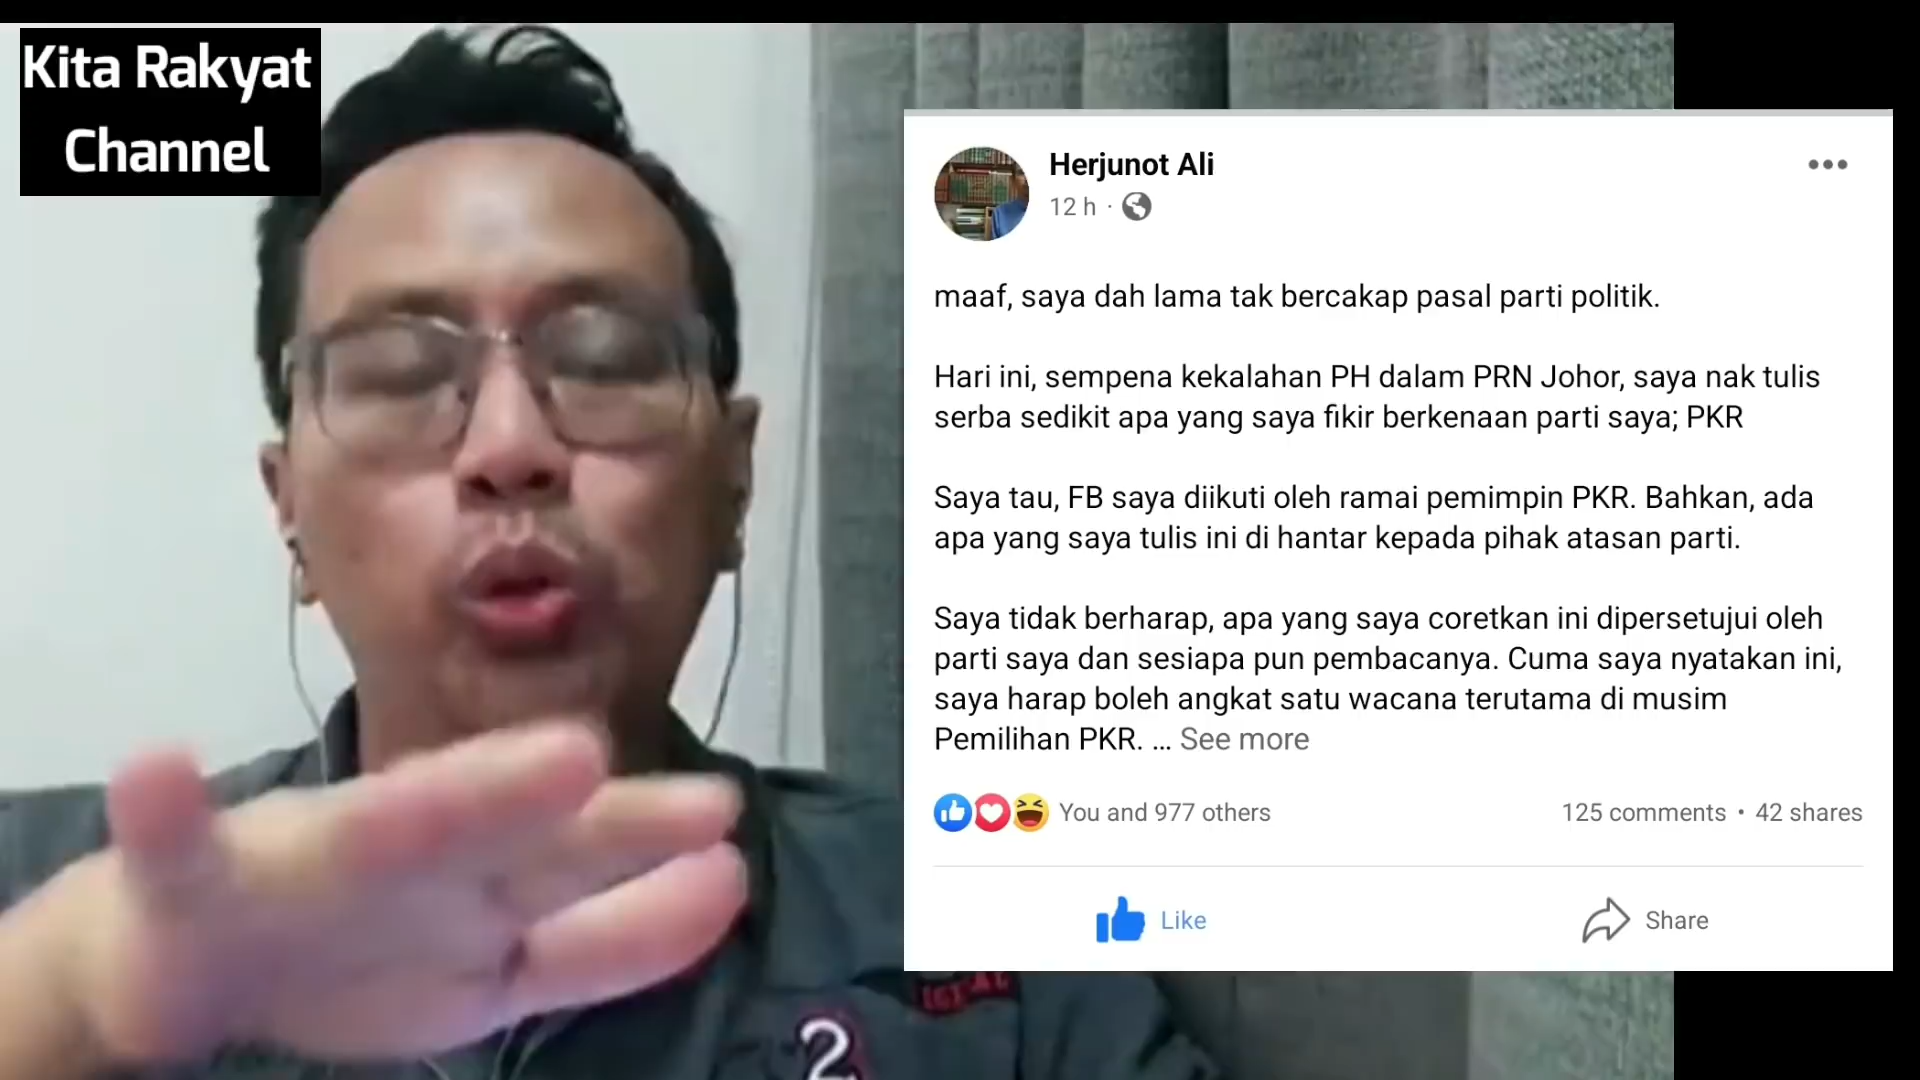 Kita Rakyat
Channel
Herjunot Ali
12 h ·
maaf, saya dah lama tak bercakap pasal parti politik.
Hari ini, sempena kekalahan PH dalam PRN Johor, saya nak tulis
serba sedikit apa yang saya fikir berkenaan parti saya; PKR
Saya tau, FB saya diikuti oleh ramai pemimpin PKR. Bahkan, ada
apa yang saya tulis ini di hantar kepada pihak atasan parti.
Saya tidak berharap, apa yang saya coretkan ini dipersetujui oleh
parti saya dan sesiapa pun pembacanya. Cuma saya nyatakan ini,
saya harap boleh angkat satu wacana terutama di musim
Pemilihan PKR. ... See more
You and 977 others
125 comments • 42 shares
Like
Share
2